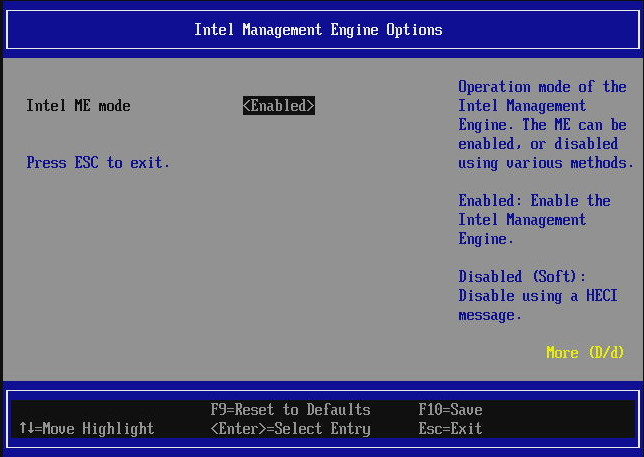 Intel Management Engine Options
Intel ME mode
<Enabled>
Press ESC to exit.
Operation mode of the
Intel Management
Engine. The ME can be
enabled, or disabled
using various methods.
Enabled: Enable the
Intel Management
Engine.
Disabled (Soft):
Disable using a HECI
message.
More (D/d)
F9=Reset to Defaults F10=Save
↑↓=Move Highlight <Enter>=Select Entry Esc=Exit